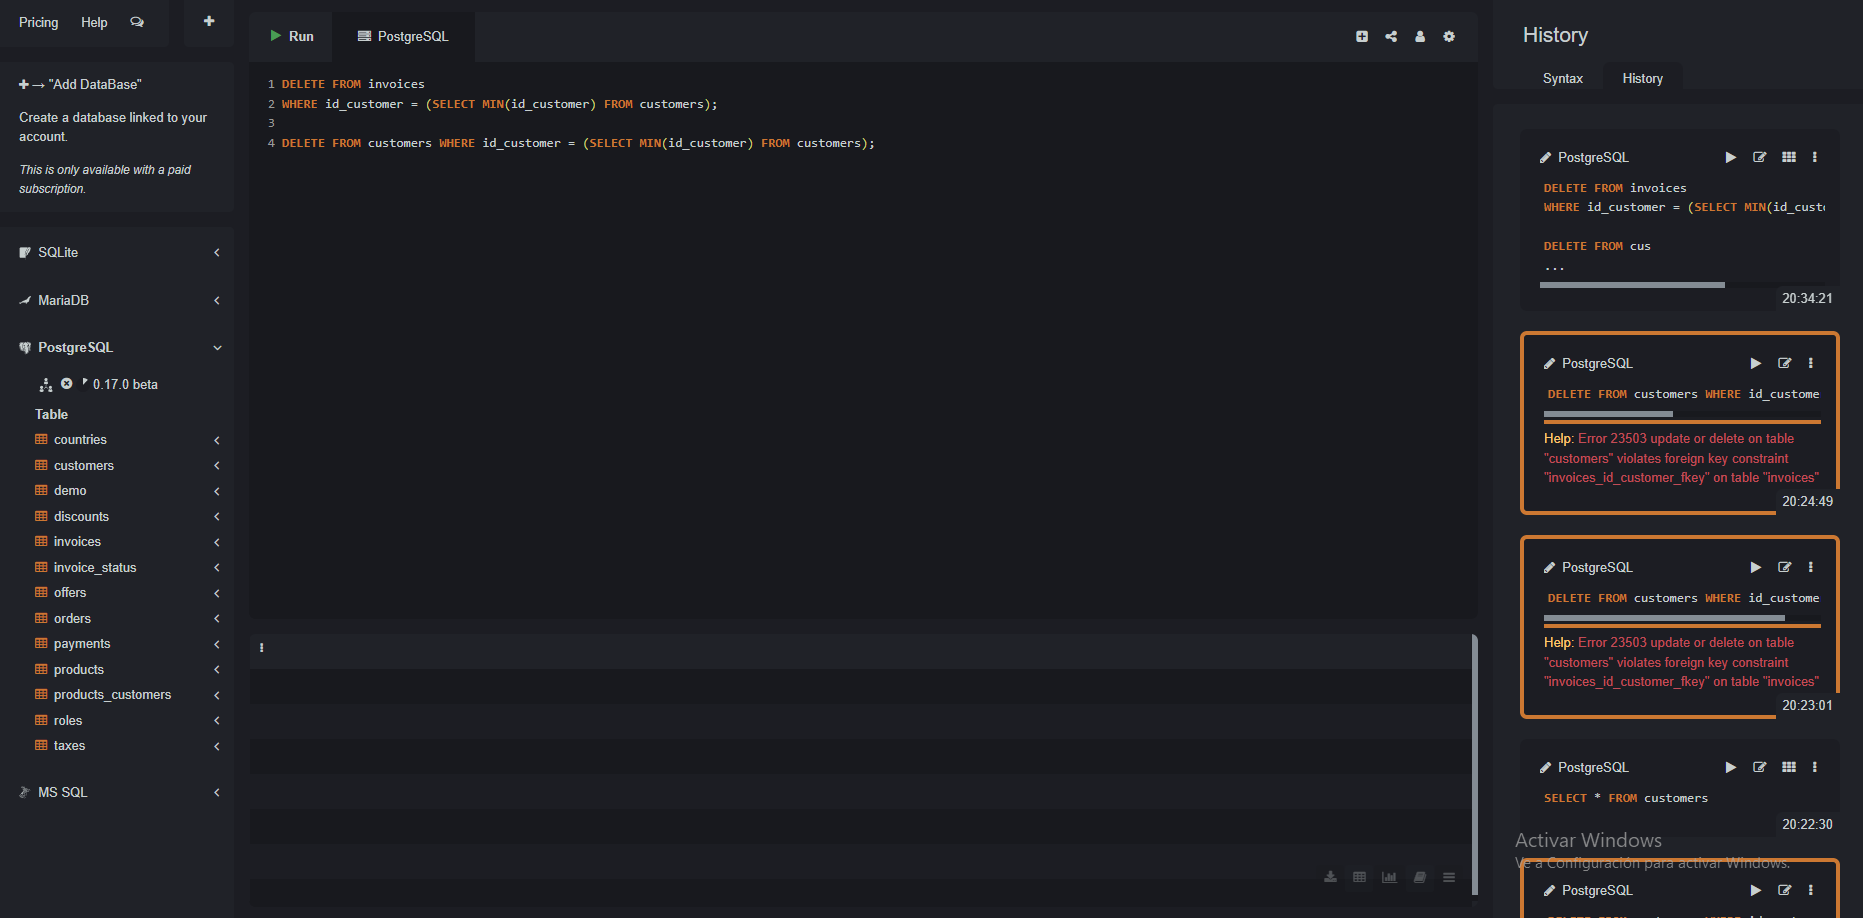 Pricing Help
"Add DataBase"
Create a database linked to your
account.
This is only available with a paid
subscription.
SQLite
MariaDB
PostgreSQL
0.17.0 beta
Table
countries
customers
demo
discounts
invoices
invoice_status
offers
orders
payments
products
products_customers
roles
taxes
MS SQL
Run PostgreSQL
1 DELETE FROM invoices
2 WHERE id_customer = (SELECT MIN(id_customer) FROM customers);
3
4 DELETE FROM customers WHERE id_customer = (SELECT MIN(id_customer) FROM customers);
History
Syntax History
PostgreSQL
DELETE FROM invoices
WHERE id_customer = (SELECT MIN(id_custo
DELETE FROM cus
...
20:34:21
PostgreSQL
DELETE FROM customers WHERE id_custome
Help: Error 23503 update or delete on table
"customers" violates foreign key constraint
"invoices_id_customer_fkey" on table "invoices"
20:24:49
PostgreSQL
DELETE FROM customers WHERE id_custome
Help: Error 23503 update or delete on table
"customers" violates foreign key constraint
"invoices_id_customer_fkey" on table "invoices"
20:23:01
PostgreSQL
SELECT * FROM customers
20:22:30
Activar Windows
Ve a Configuración para activar Windows.
PostgreSQL